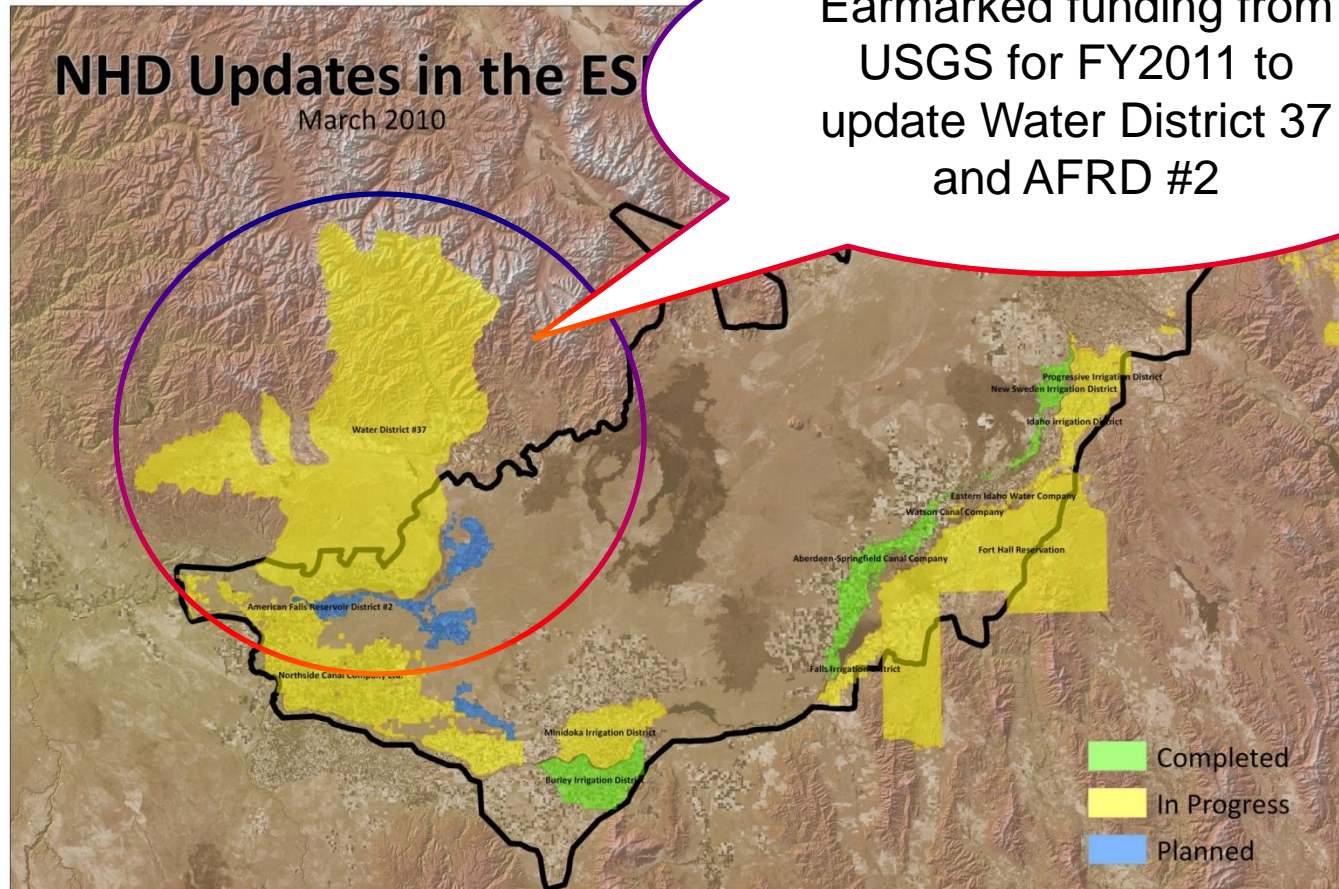 Earmarked funding from
USGS for FY2011 to
update Water District 37
and AFRD #2
NHD Updates in the ES
March 2010
Progressive Irrigation District
New Sweden Irrigation District
Idaho irrigation District
Water District #37
Eastern Idaho Water Company
Watson Canal Company
Fort Hall Reservation
Aberdeen-Springfield Canal Company
American Falls Reservoir District #2
Falls Irrigation District
Northside Canal Company Ltd.
Minidoka Irrigation District
Burley Irrigation District
Completed
In Progress
Planned